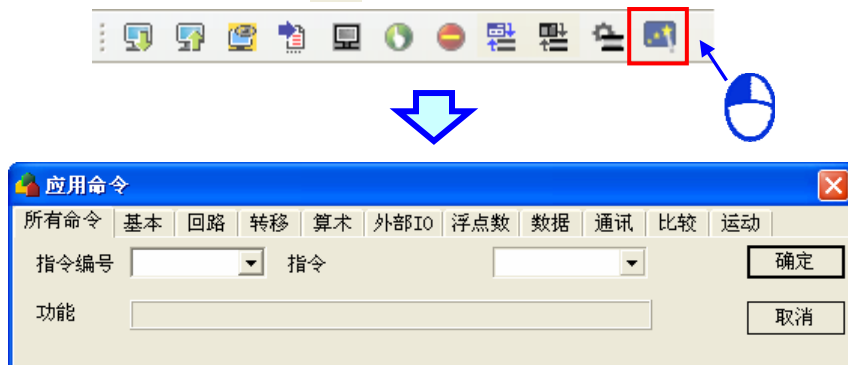 应用命令
所有命令 基本 回路 转移 算术 外部IO 浮点数 数据 通讯 比较 运动
指令编号 指令 确定
功能 取消